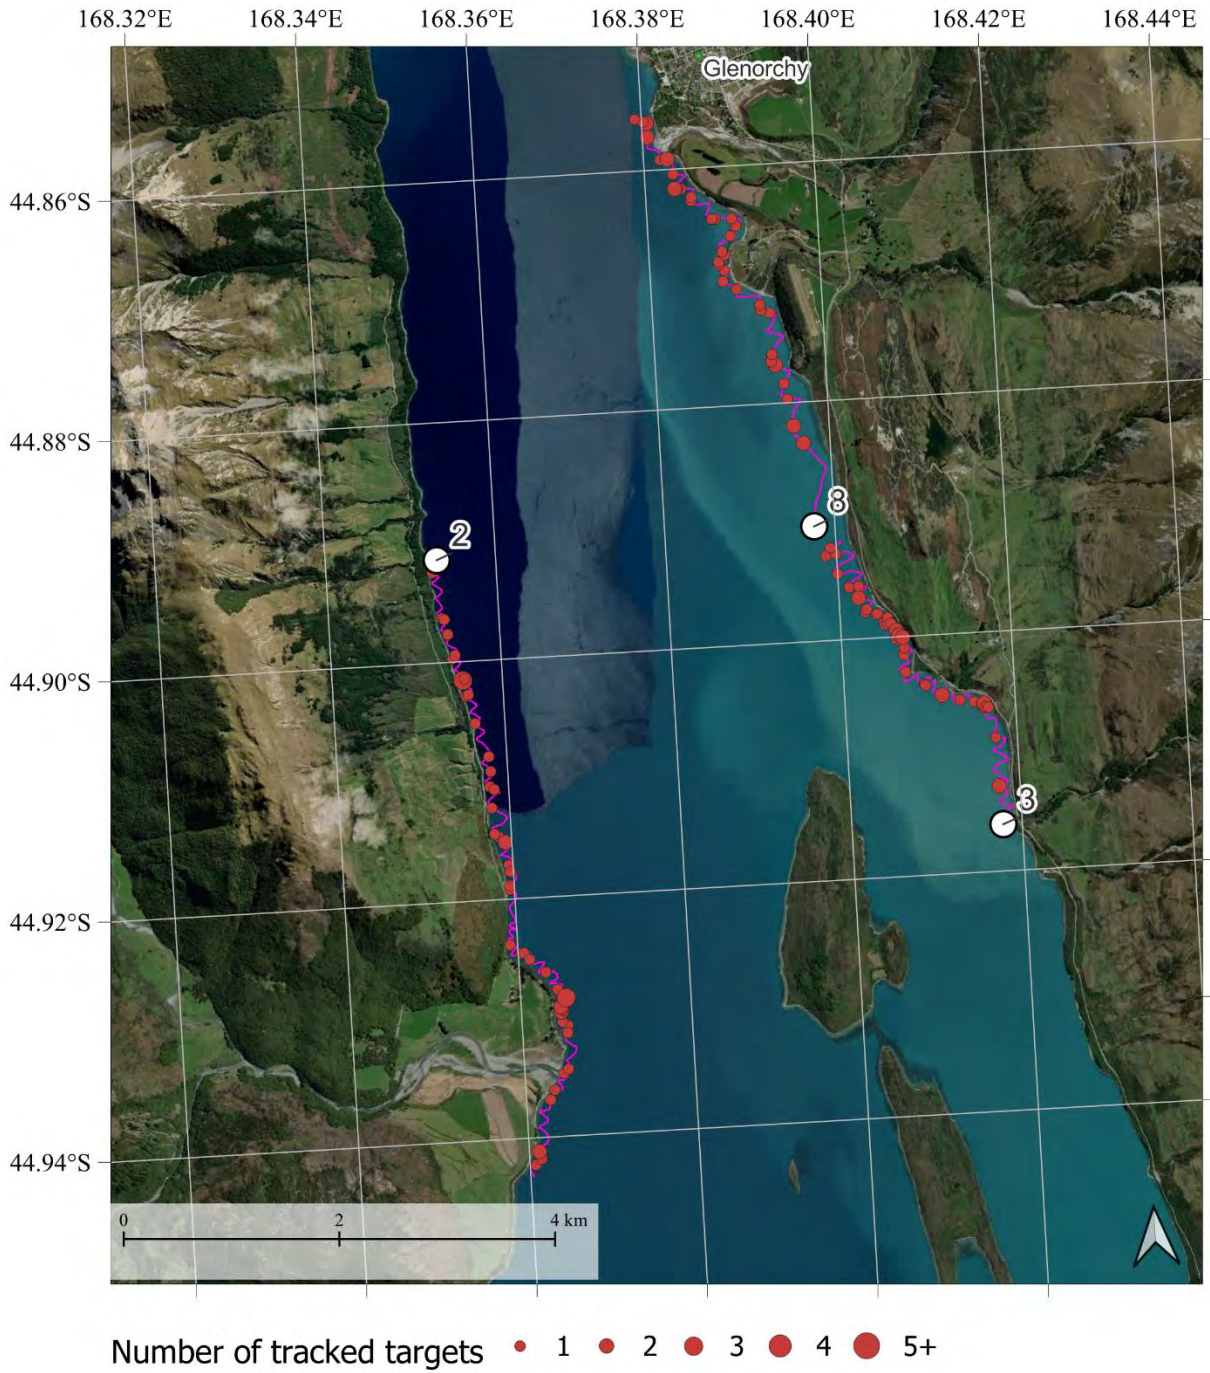 168.32°E 168.34°E 168.36°E 168.38°E 168.40°E 168.42°E 168.44°E
Glenorchy
44.86°S
44.88°S
8
2
44.90°S
3
44.92°S
44.94°S
0 2 4 km
Number of tracked targets 1 2 3 4 5+